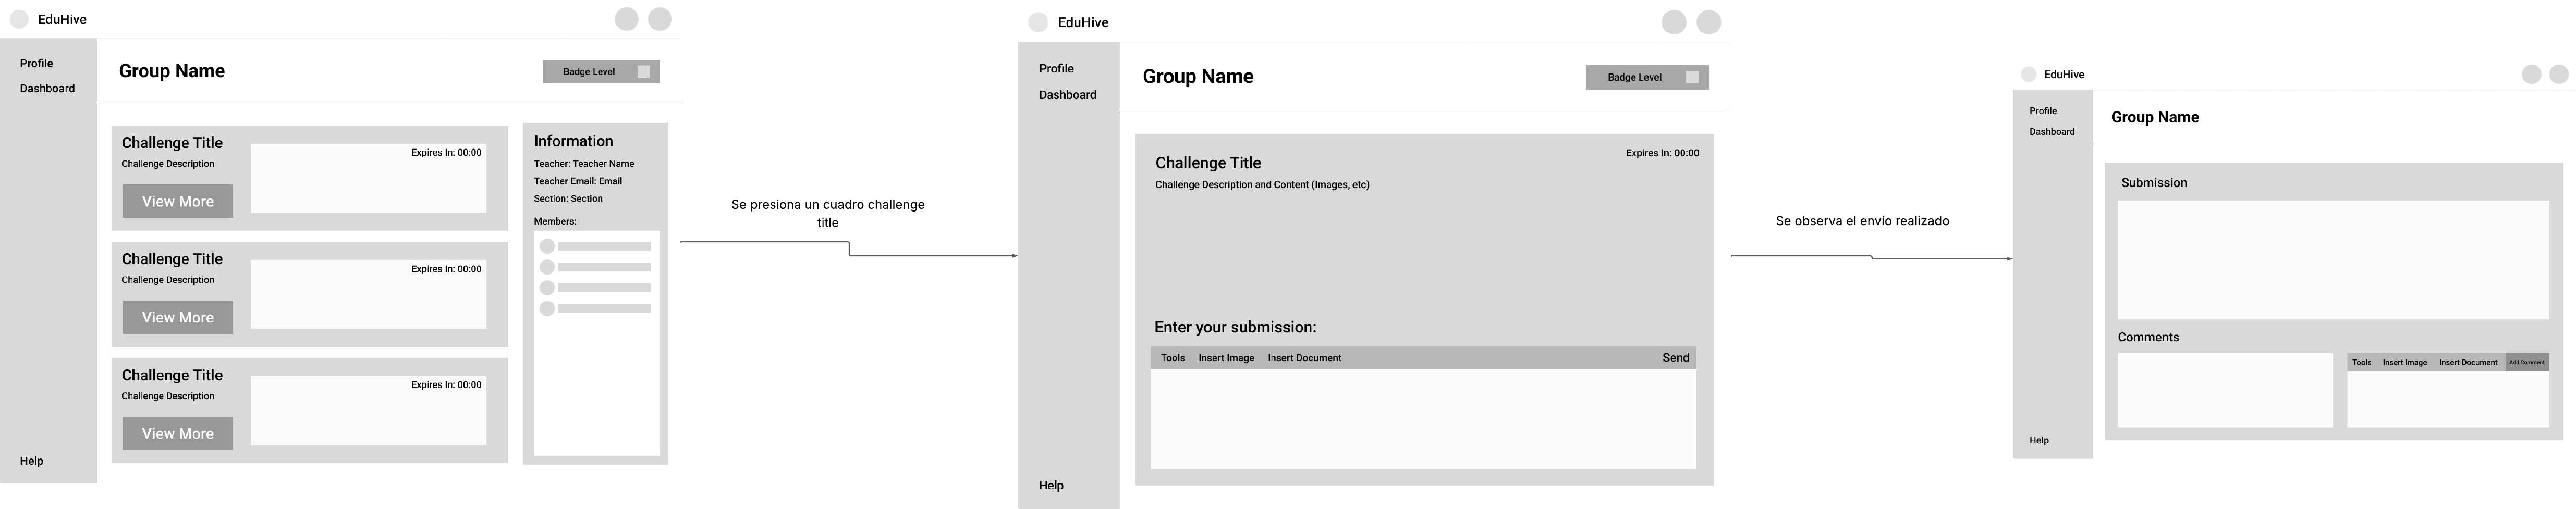 EduHive
Profile
Dashboard
Help
Group Name
Badge Level
Challenge Title
Challenge Description
View More
Expires In: 00:00
Challenge Title
Challenge Description
View More
Expires In: 00:00
Challenge Title
Challenge Description
View More
Expires In: 00:00
Information
Teacher: Teacher Name
Teacher Email: Email
Section: Section
Members:
Se presiona un cuadro challenge
title
EduHive
Profile
Dashboard
Help
Group Name
Badge Level
Challenge Title
Expires In: 00:00
Challenge Description and Content (Images, etc)
Enter your submission:
Tools Insert Image Insert Document Send
Se observa el envío realizado
EduHive
Profile
Dashboard
Help
Group Name
Submission
Comments
Tools Insert Image Insert Document Add Comment